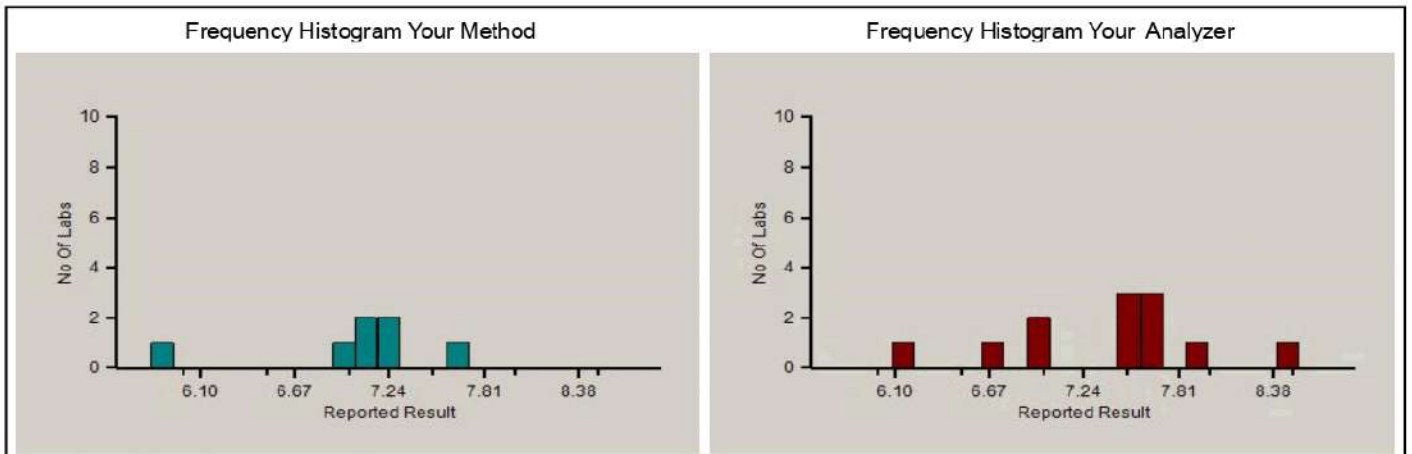 Frequency Histogram Your Method
10
8
6
4
2
0
No Of Labs
6.10 6.67 7.24 7.81 8.38
Reported Result
Frequency Histogram Your Analyzer
10
8
6
4
2
0
No Of Labs
6.10 6.67 7.24 7.81 8.38
Reported Result